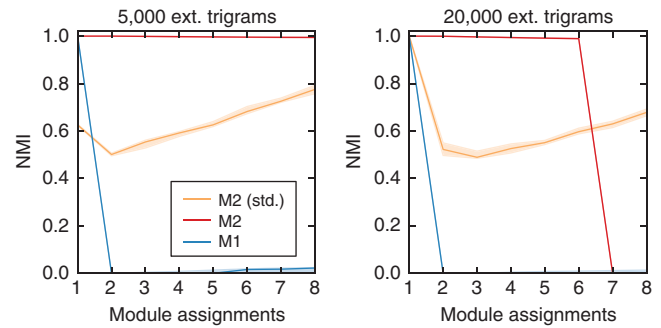 5,000 ext. trigrams
NMI
1.0
0.8
0.6
0.4
0.2
0.0
M2 (std.)
M2
M1
1 2 3 4 5 6 7 8
Module assignments
20,000 ext. trigrams
NMI
1.0
0.8
0.6
0.4
0.2
0.0
1 2 3 4 5 6 7 8
Module assignments